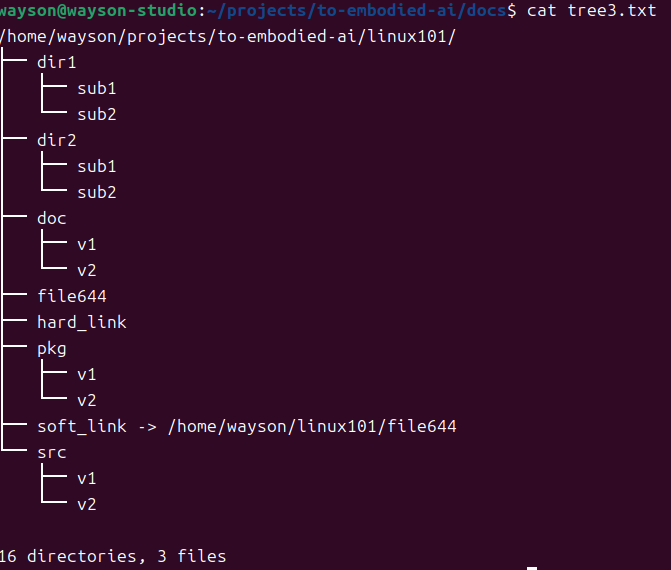 wayson@wayson-studio:~/projects/to-embodied-ai/docs$ cat tree3.txt
/home/wayson/projects/to-embodied-ai/linux101/
├── dir1
│   ├── sub1
│   └── sub2
├── dir2
│   ├── sub1
│   └── sub2
├── doc
│   ├── v1
│   └── v2
├── file644
├── hard_link
├── pkg
│   ├── v1
│   └── v2
├── soft_link -> /home/wayson/linux101/file644
└── src
    ├── v1
    └── v2

16 directories, 3 files